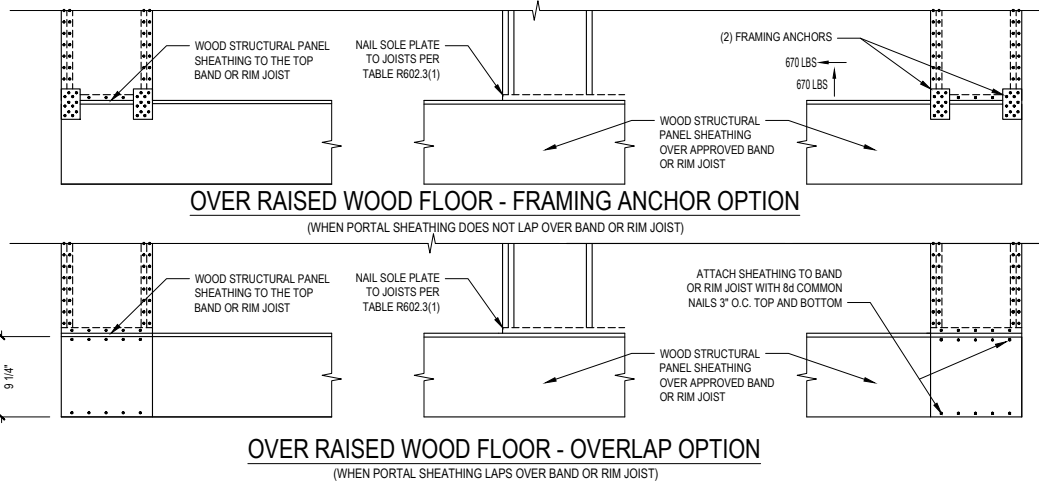 WOOD STRUCTURAL PANEL
SHEATHING TO THE TOP
BAND OR RIM JOIST
NAIL SOLE PLATE
TO JOISTS PER
TABLE R602.3(1)
(2) FRAMING ANCHORS
670 LBS
670 LBS
WOOD STRUCTURAL
PANEL SHEATHING
OVER APPROVED BAND
OR RIM JOIST
OVER RAISED WOOD FLOOR - FRAMING ANCHOR OPTION
(WHEN PORTAL SHEATHING DOES NOT LAP OVER BAND OR RIM JOIST)
WOOD STRUCTURAL PANEL
SHEATHING TO THE TOP
BAND OR RIM JOIST
NAIL SOLE PLATE
TO JOISTS PER
TABLE R602.3(1)
ATTACH SHEATHING TO BAND
OR RIM JOIST WITH 8d COMMON
NAILS 3" O.C. TOP AND BOTTOM
9 1/4"
WOOD STRUCTURAL
PANEL SHEATHING
OVER APPROVED BAND
OR RIM JOIST
OVER RAISED WOOD FLOOR - OVERLAP OPTION
(WHEN PORTAL SHEATHING LAPS OVER BAND OR RIM JOIST)